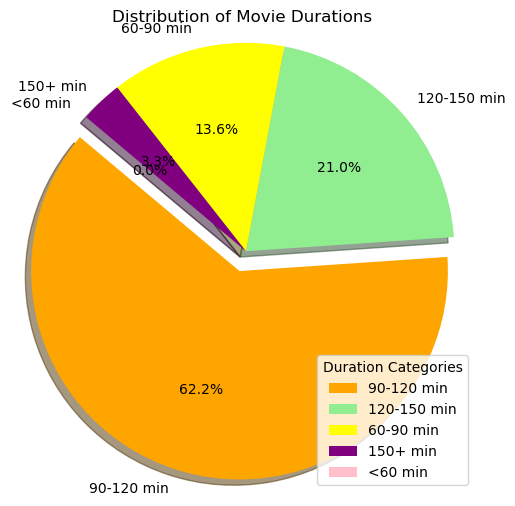 Distribution of Movie Durations
60-90 min
150+ min
<60 min
120-150 min
13.6%
3.3%
0.0%
21.0%
62.2%
90-120 min
Duration Categories
90-120 min
120-150 min
60-90 min
150+ min
<60 min